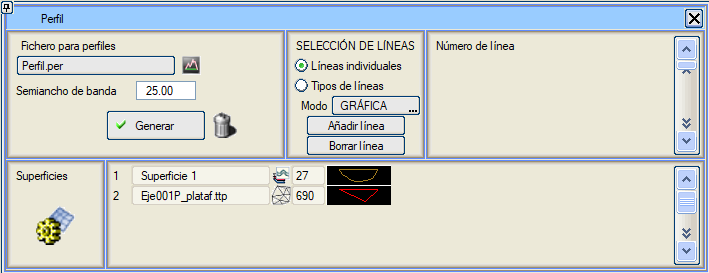 Perfil
Fichero para perfiles
Perfil.per
Semiancho de banda 25.00
Generar
SELECCIÓN DE LÍNEAS
Líneas individuales
Tipos de líneas
Modo GRÁFICA ...
Añadir línea
Borrar línea
Número de línea
Superficies
1 Superficie 1 27
2 Eje001P_plataf.ttp 690